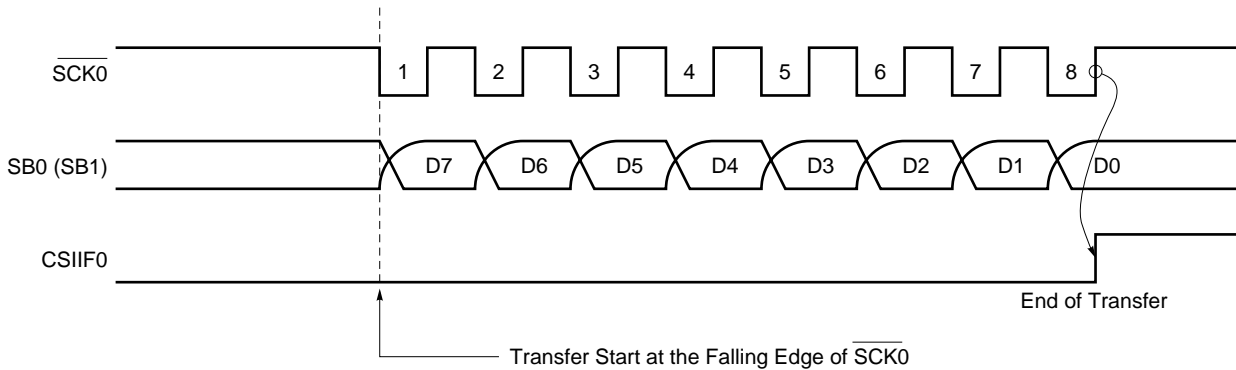 SCK0
1 2 3 4 5 6 7 8
SB0 (SB1)
D7 D6 D5 D4 D3 D2 D1 D0
CSIIF0
End of Transfer
Transfer Start at the Falling Edge of SCK0